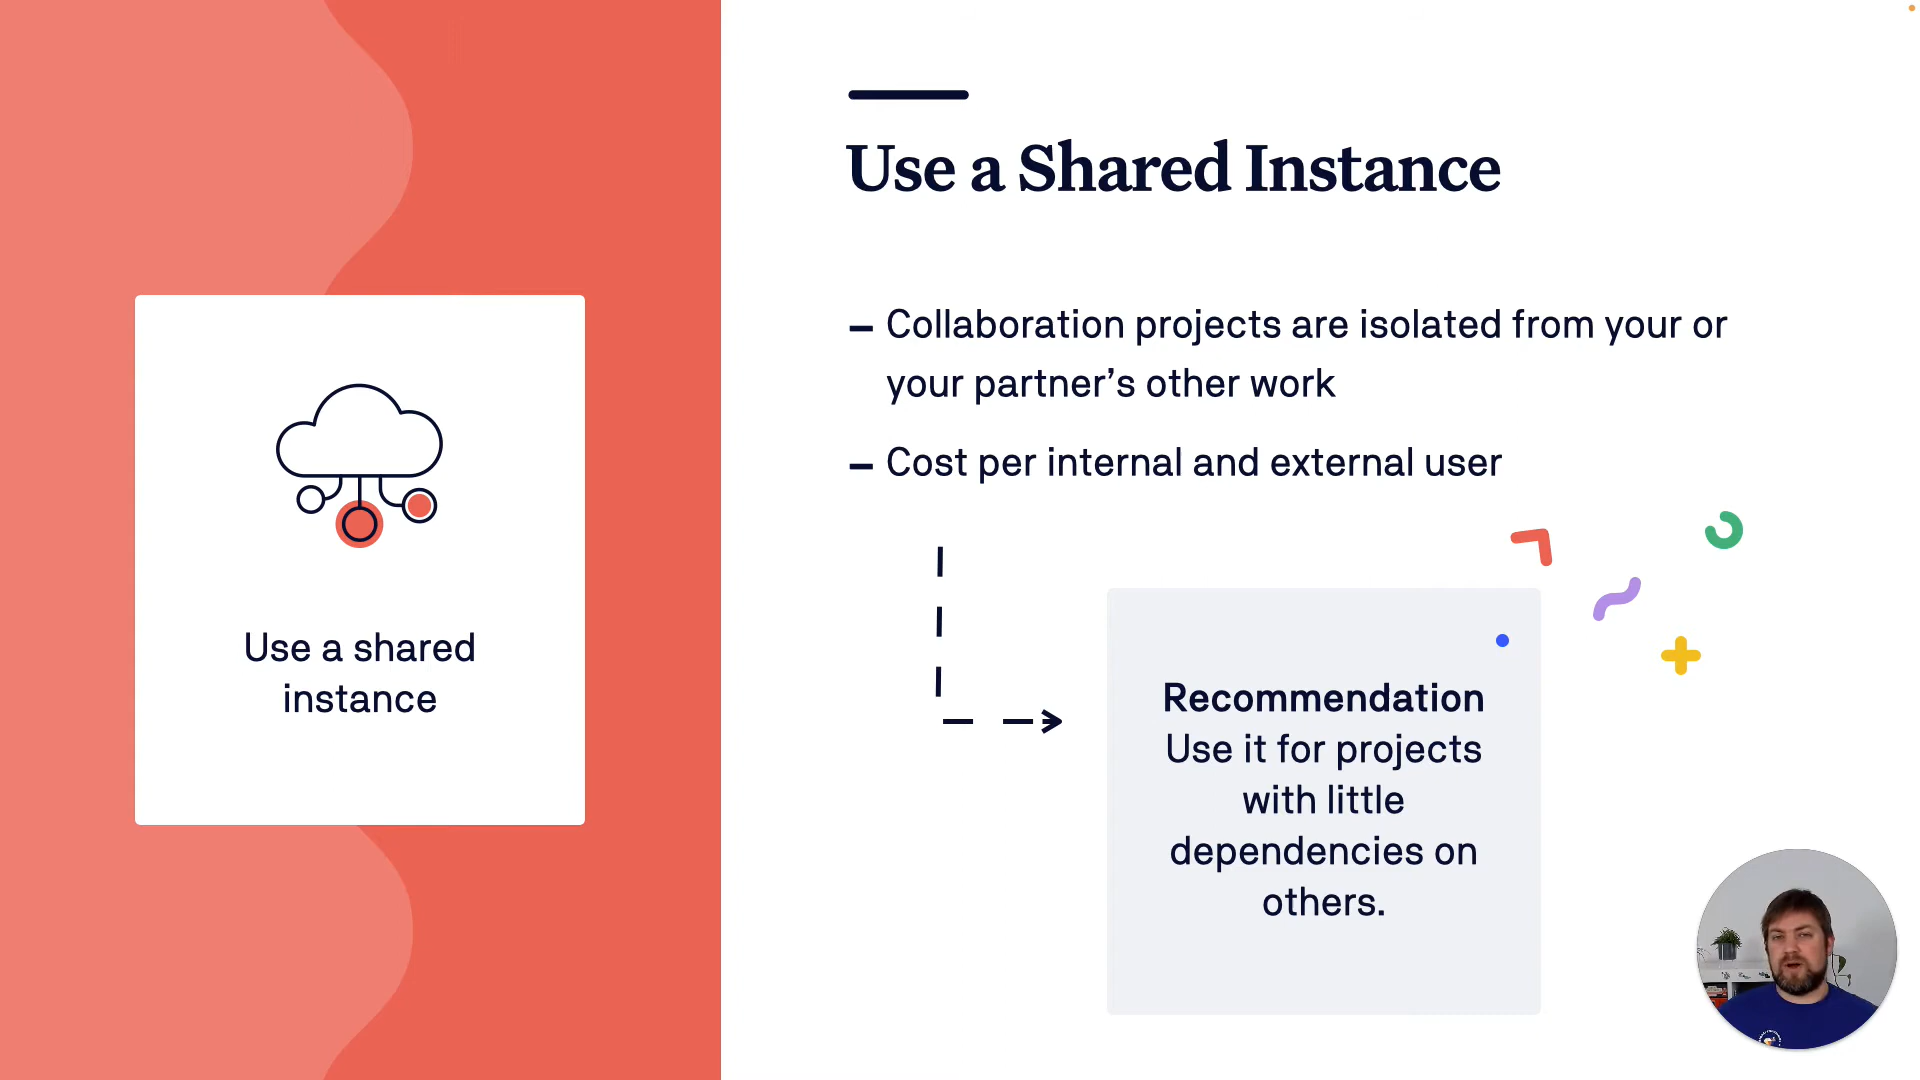 Use a shared
instance
Use a Shared Instance
– Collaboration projects are isolated from your or
your partner’s other work
– Cost per internal and external user
Recommendation
Use it for projects
with little
dependencies on
others.